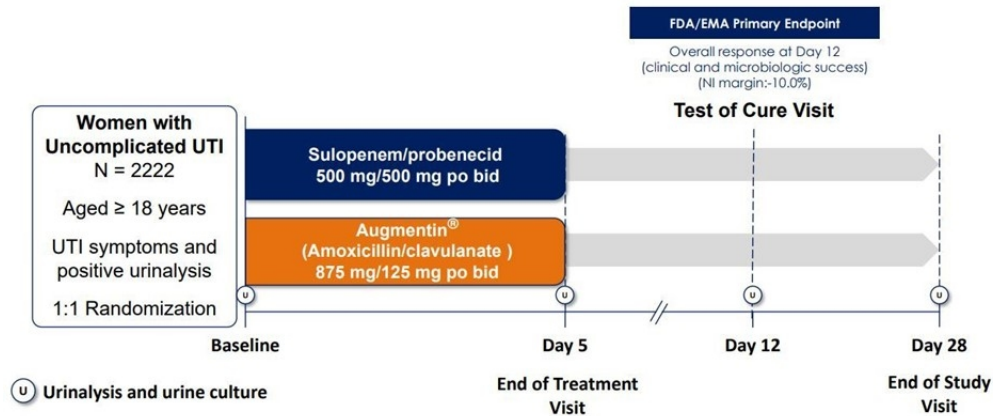 FDA/EMA Primary Endpoint
Overall response at Day 12
(clinical and microbiologic success)
(NI margin:-10.0%)
Test of Cure Visit
Women with
Uncomplicated UTI
N = 2222
Aged ≥ 18 years
UTI symptoms and
positive urinalysis
1:1 Randomization
Sulopenem/probenecid
500 mg/500 mg po bid
Augmentin®
(Amoxicillin/clavulanate )
875 mg/125 mg po bid
U
U
U
U
Baseline
Day 5
Day 12
Day 28
End of Treatment
Visit
End of Study
Visit
U Urinalysis and urine culture